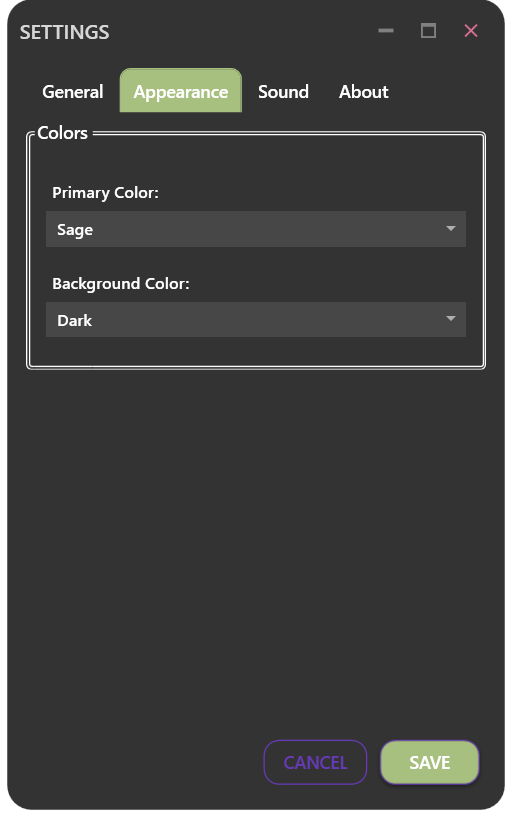 SETTINGS
General Appearance Sound About
Colors
Primary Color:
Sage
Background Color:
Dark
CANCEL SAVE